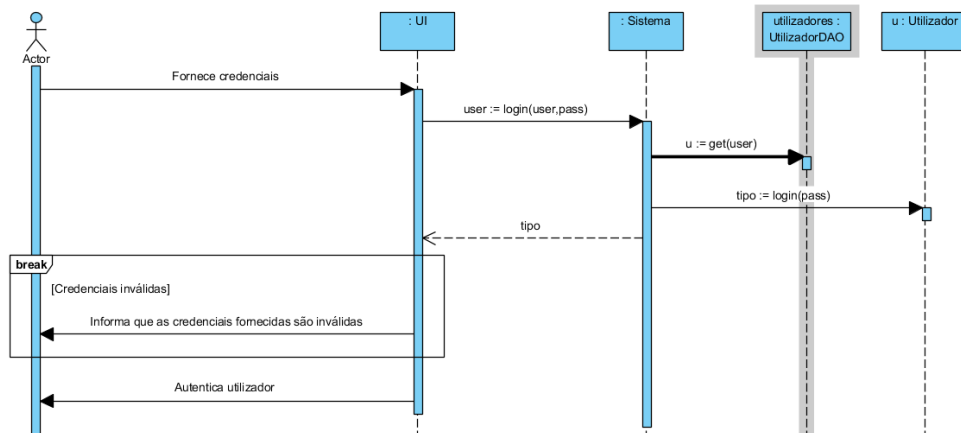 : UI
: Sistema
utilizadores :
UtilizadorDAO
u : Utilizador
Actor
Fornece credenciais
user := login(user,pass)
u := get(user)
tipo := login(pass)
tipo
break
[Credenciais inválidas]
Informa que as credenciais fornecidas são inválidas
Autentica utilizador